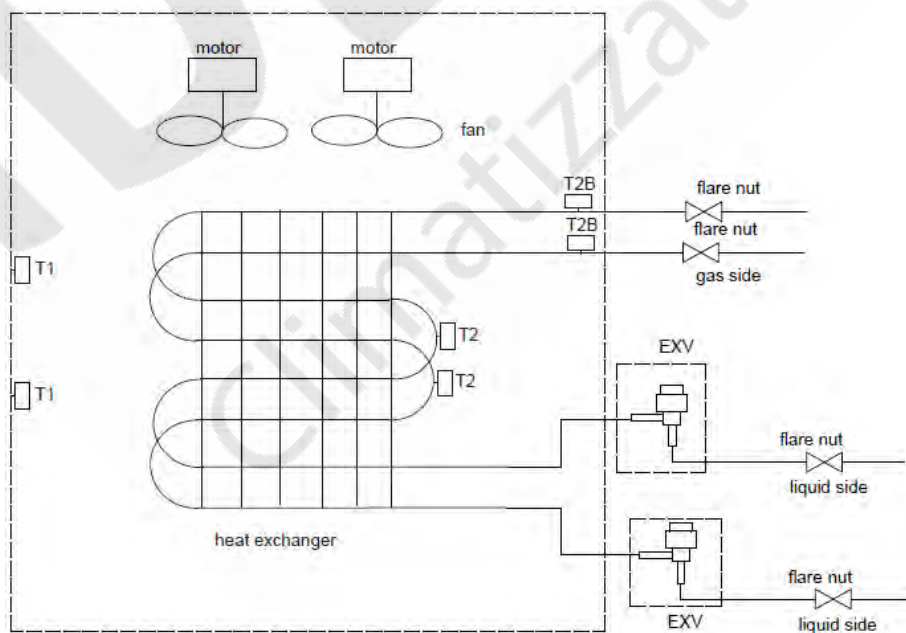 motor
motor
fan
T2B
flare nut
T2B
flare nut
gas side
T1
T2
EXV
T2
T1
flare nut
liquid side
heat exchanger
flare nut
EXV
liquid side
Climatizzat